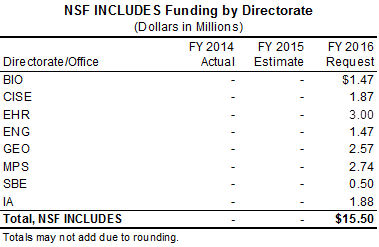 NSF INCLUDES Funding by Directorate
(Dollars in Millions)
FY 2014 FY 2015 FY 2016
Directorate/Office Actual Estimate Request
BIO - - $1.47
CISE - - 1.87
EHR - - 3.00
ENG - - 1.47
GEO - - 2.57
MPS - - 2.74
SBE - - 0.50
IA - - 1.88
Total, NSF INCLUDES - - $15.50
Totals may not add due to rounding.